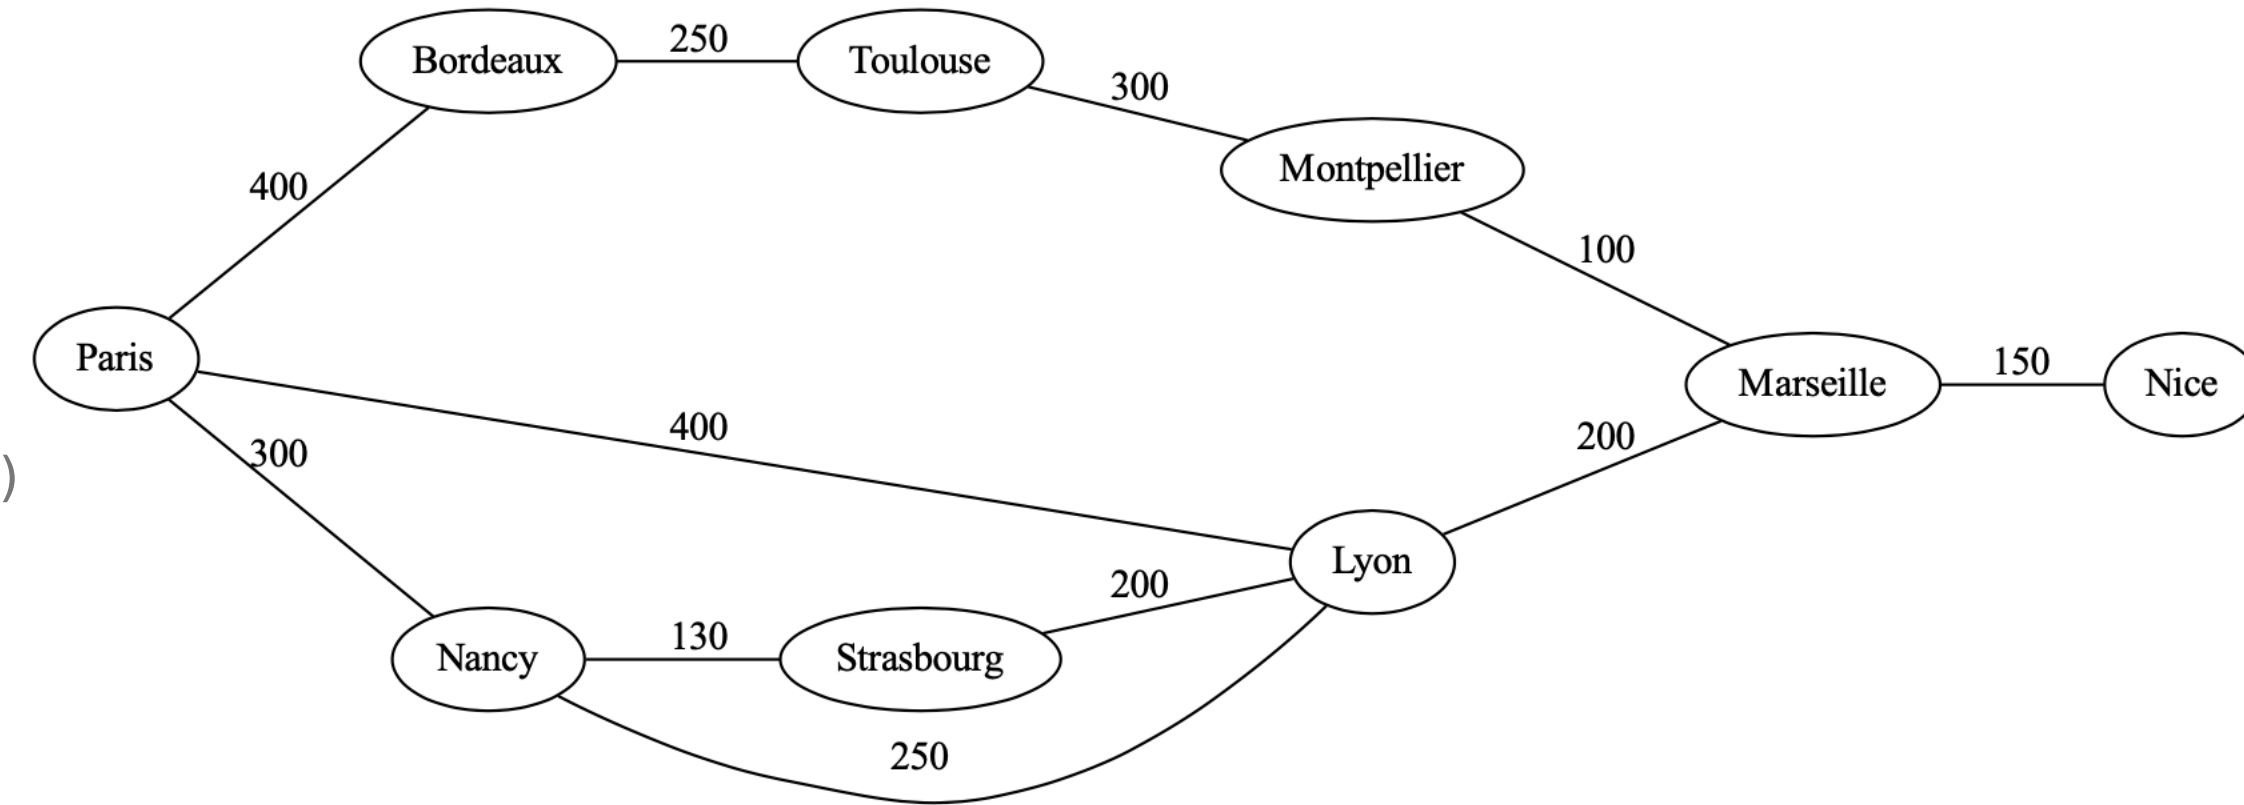 Bordeaux
250
Toulouse
300
Montpellier
400
100
Paris
Marseille
150
Nice
400
200
300
)
Lyon
200
Nancy
130
Strasbourg
250